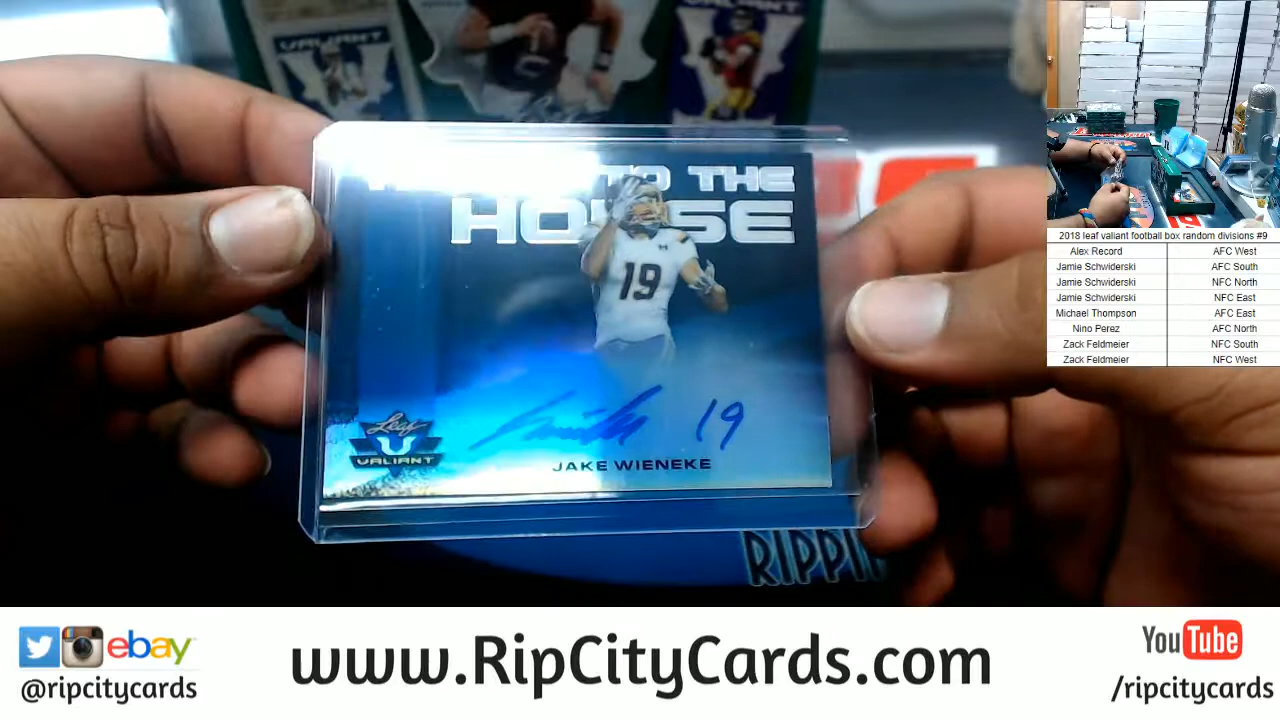 VALIANT
TO THE
HOUSE
19
19
Leaf
VALIANT
JAKE WIENEKE
2018 leaf valiant football box random divisions #9
Alex Record AFC West
Jamie Schwiderski AFC South
Jamie Schwiderski NFC North
Jamie Schwiderski NFC East
Michael Thompson AFC East
Nino Perez AFC North
Zack Feldmeier NFC South
Zack Feldmeier NFC West
ebay
@ripcitycards
www.RipCityCards.com
YouTube
/ripcitycards